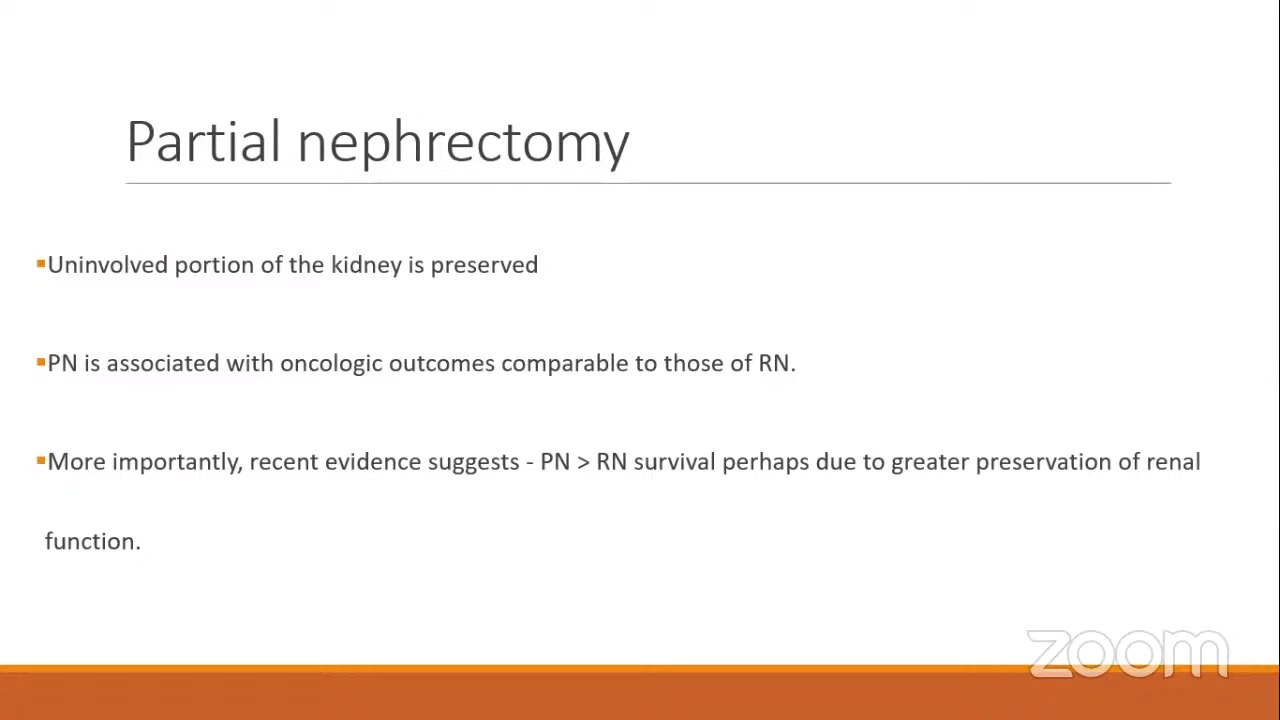 Partial nephrectomy
▪Uninvolved portion of the kidney is preserved
▪PN is associated with oncologic outcomes comparable to those of RN.
▪More importantly, recent evidence suggests - PN > RN survival perhaps due to greater preservation of renal
function.
zoom